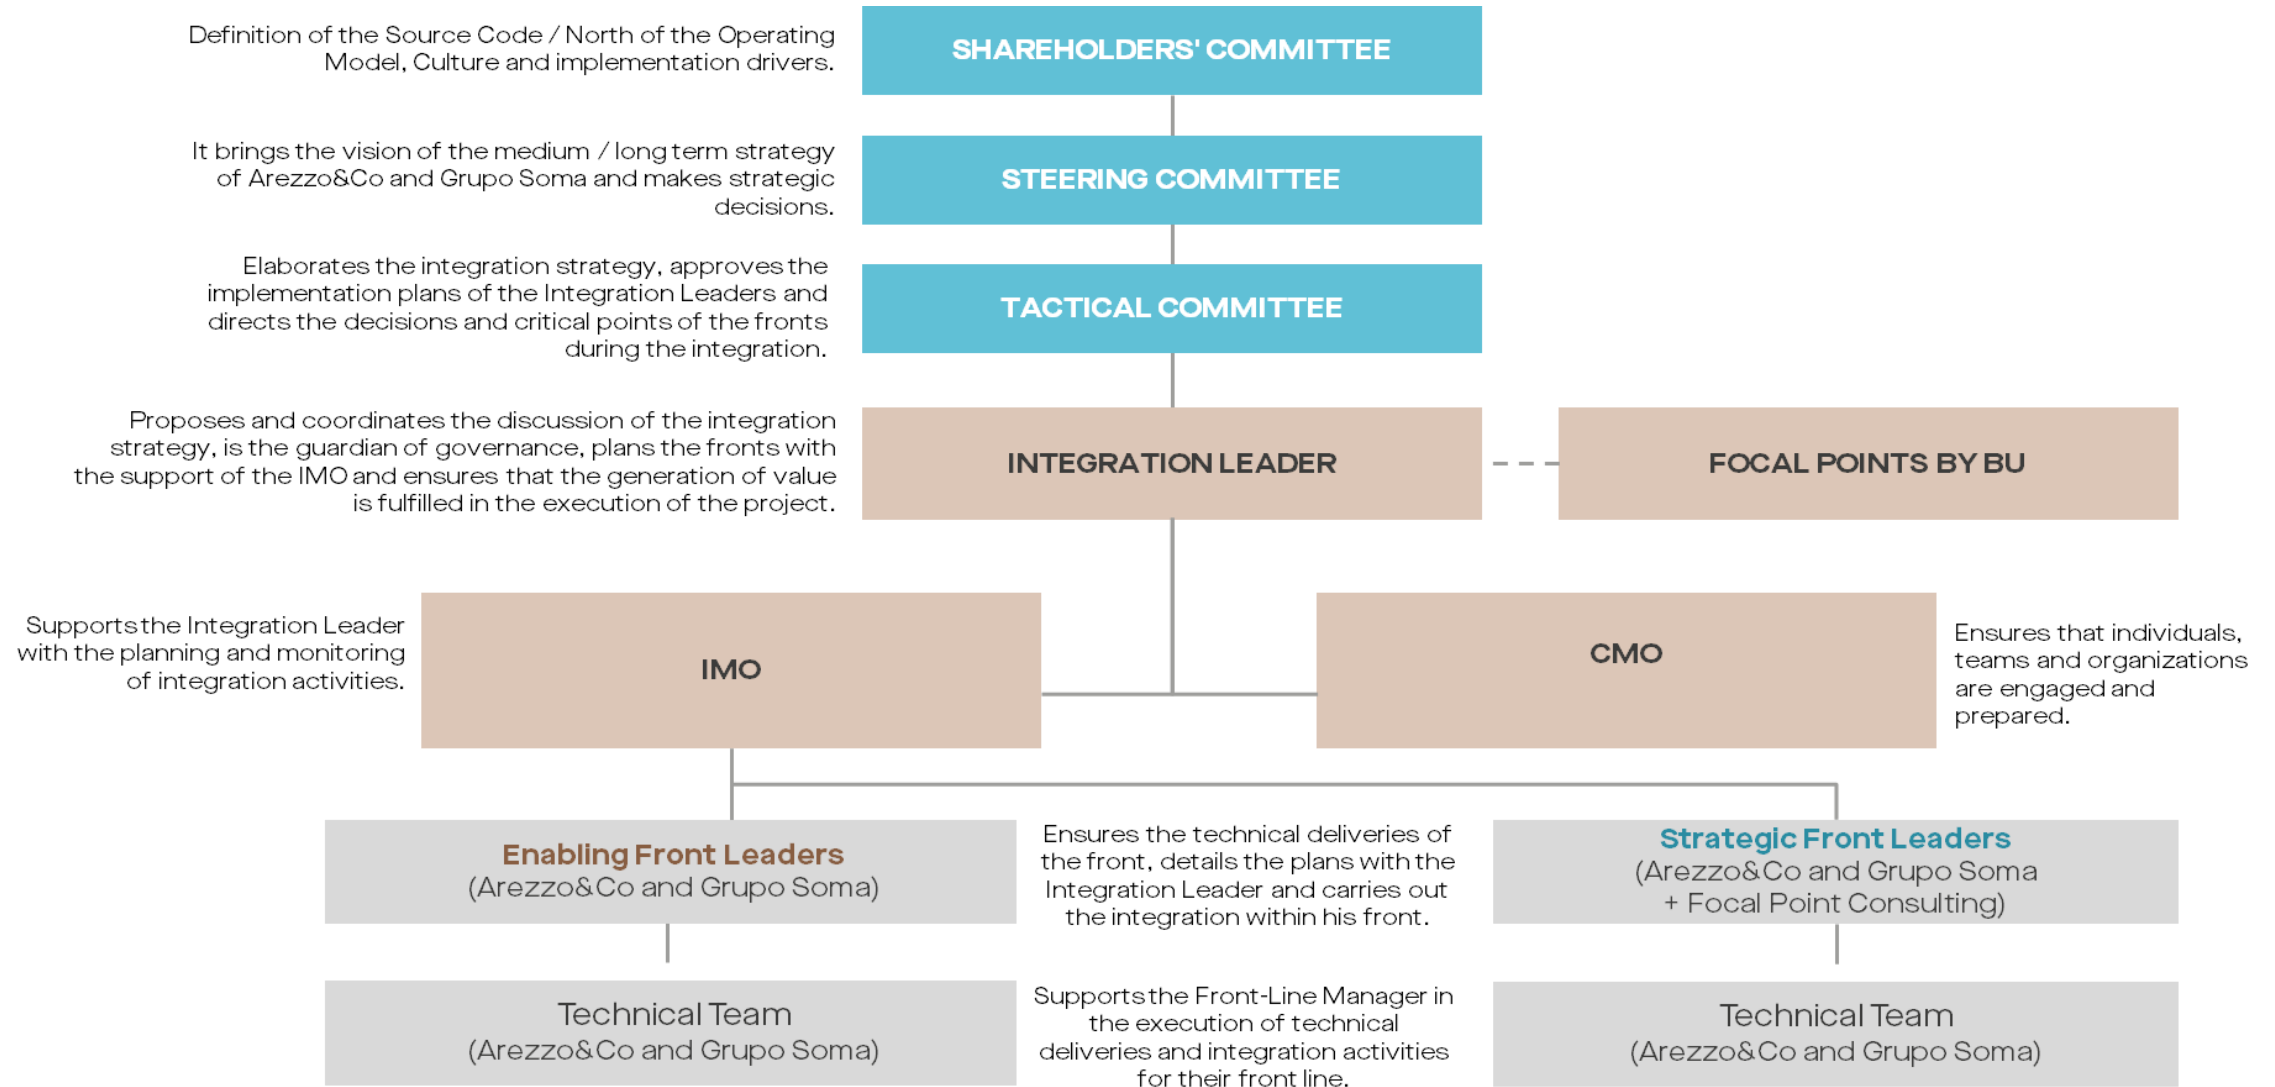 Definition of the Source Code / North of the Operating
Model, Culture and implementation drivers.
SHAREHOLDERS' COMMITTEE
It brings the vision of the medium / long term strategy
of Arezzo&Co and Grupo Soma and makes strategic
decisions.
STEERING COMMITTEE
Elaborates the integration strategy, approves the
implementation plans of the Integration Leaders and
directs the decisions and critical points of the fronts
during the integration.
TACTICAL COMMITTEE
Proposes and coordinates the discussion of the integration
strategy, is the guardian of governance, plans the fronts with
the support of the IMO and ensures that the generation of value
is fulfilled in the execution of the project.
INTEGRATION LEADER
FOCAL POINTS BY BU
Supports the Integration Leader
with the planning and monitoring
of integration activities.
IMO
CMO
Ensures that individuals,
teams and organizations
are engaged and
prepared.
Enabling Front Leaders
(Arezzo&Co and Grupo Soma)
Ensures the technical deliveries of
the front, details the plans with the
Integration Leader and carries out
the integration within his front.
Strategic Front Leaders
(Arezzo&Co and Grupo Soma
+ Focal Point Consulting)
Technical Team
(Arezzo&Co and Grupo Soma)
Supports the Front-Line Manager in
the execution of technical
deliveries and integration activities
for their front line.
Technical Team
(Arezzo&Co and Grupo Soma)